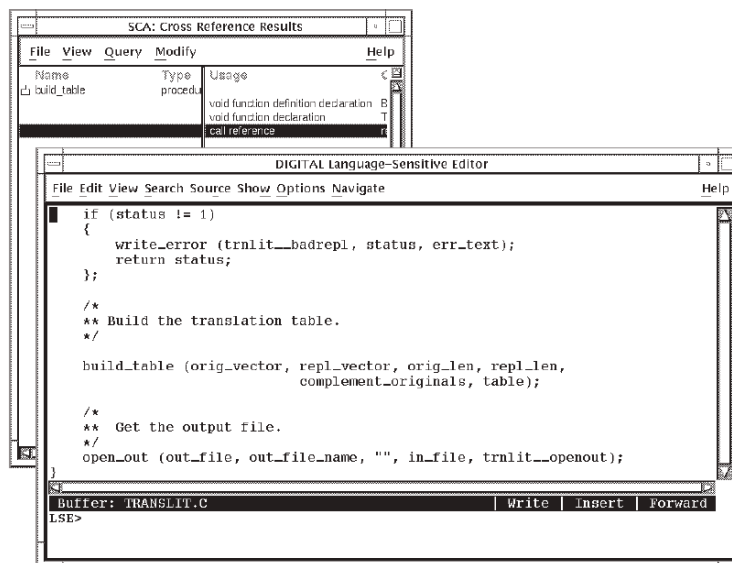 SCA: Cross Reference Results
File View Query Modify Help
Name Type Usage
build_table procedu
void function definition declaration B
void function declaration T
call reference
DIGITAL Language-Sensitive Editor
File Edit View Search Source Show Options Navigate Help
if (status != 1)
{
write_error (trnlit__badrepl, status, err_text);
return status;
};
/*
** Build the translation table.
*/
build_table (orig_vector, repl_vector, orig_len, repl_len,
complement_originals, table);
/*
** Get the output file.
*/
open_out (out_file, out_file_name, "", in_file, trnlit__openout);
}
Buffer: TRANSLIT.C | Write | Insert | Forward
LSE>